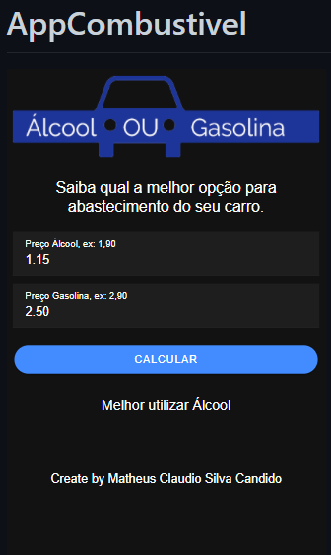 AppCombustivel
Álcool OU Gasolina
Saiba qual a melhor opção para
abastecimento do seu carro.
Preço Álcool, ex: 1,90
1.15
Preço Gasolina, ex: 2,90
2.50
CALCULAR
Melhor utilizar Álcool
Create by Matheus Claudio Silva Candido